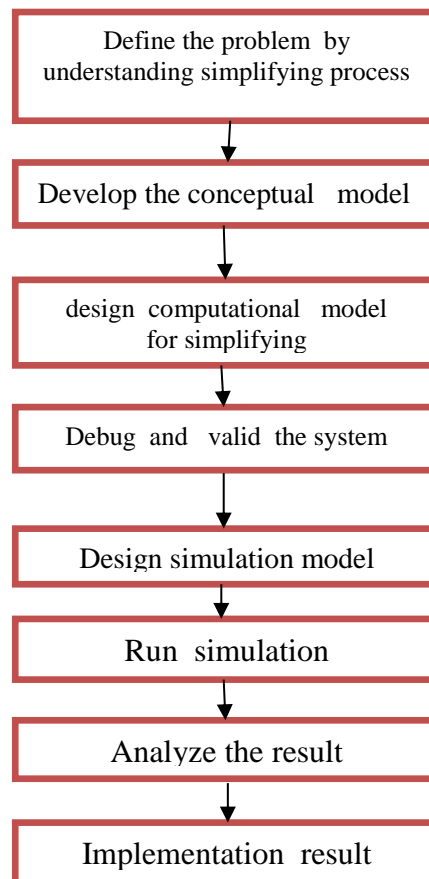 Define the problem by
understanding simplifying process
Develop the conceptual model
design computational model
for simplifying
Debug and valid the system
Design simulation model
Run simulation
Analyze the result
Implementation result